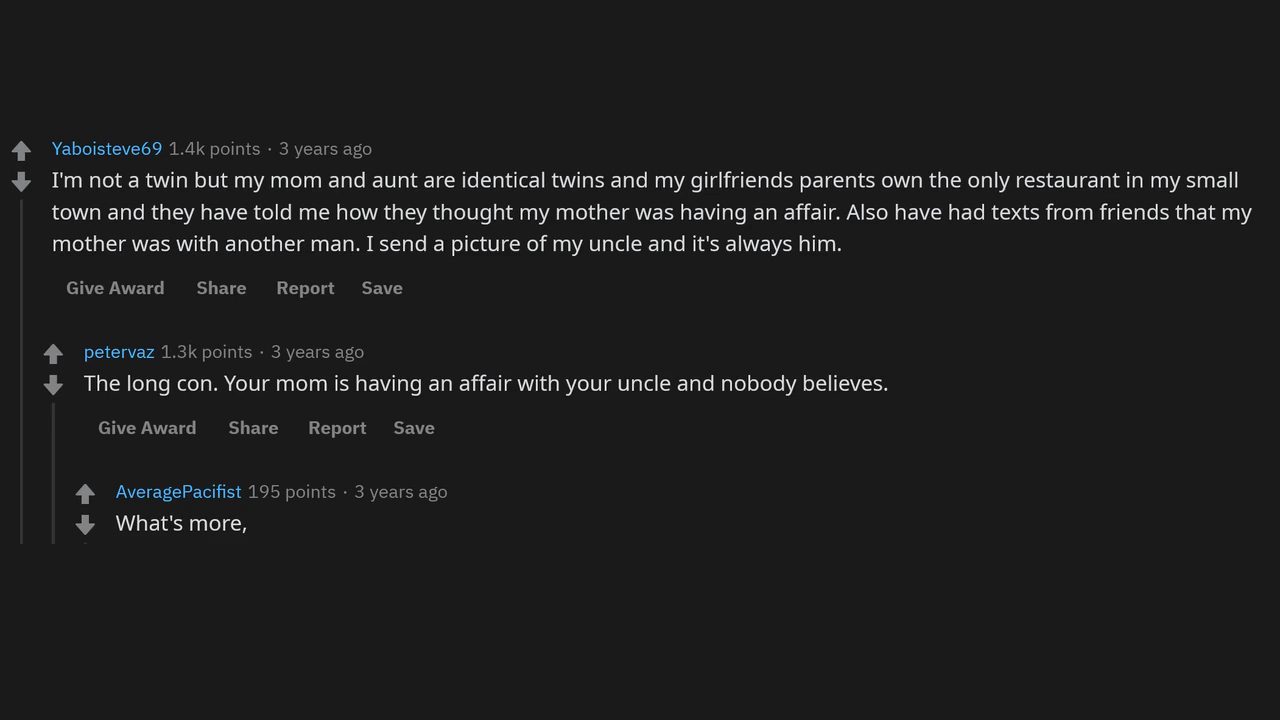 Yaboisteve69 1.4k points · 3 years ago
I'm not a twin but my mom and aunt are identical twins and my girlfriends parents own the only restaurant in my small
town and they have told me how they thought my mother was having an affair. Also have had texts from friends that my
mother was with another man. I send a picture of my uncle and it's always him.
Give Award Share Report Save
petervaz 1.3k points · 3 years ago
The long con. Your mom is having an affair with your uncle and nobody believes.
Give Award Share Report Save
AveragePacifist 195 points · 3 years ago
What's more,